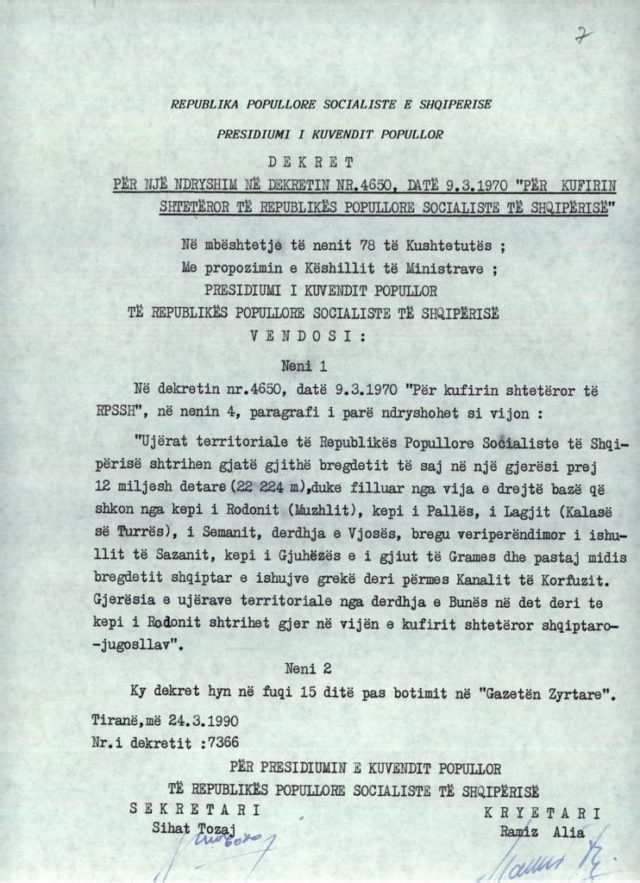 2
REPUBLIKA POPULLORE SOCIALISTE E SHQIPERISE
PRESIDIUMI I KUVENDIT POPULLOR
D E K R E T
PËR NJË NDRYSHIM NË DEKRETIN NR.4650, DATË 9.3.1970 "PËR KUFIRIN
SHTETËROR TË REPUBLIKËS POPULLORE SOCIALISTE TË SHQIPËRISË"
Në mbështetje të nenit 78 të Kushtetutës ;
Me propozimin e Këshillit të Ministrave ;
PRESIDIUMI I KUVENDIT POPULLOR
TË REPUBLIKËS POPULLORE SOCIALISTE TË SHQIPËRISË
V E N D O S I :
Neni 1
Në dekretin nr.4650, datë 9.3.1970 "Për kufirin shtetëror të
RPSSH", në nenin 4, paragrafi i parë ndryshohet si vijon :
"Ujërat territoriale të Republikës Popullore Socialiste të Shqi-
përisë shtrihen gjatë gjithë bregdetit të saj në një gjerësi prej
12 miljesh detare (22 224 m),duke filluar nga vija e drejtë bazë që
shkon nga kepi i Rodonit (Muzhlit), kepi i Pallës, i Lagjit (Kalasë
së Turrës), i Semanit, derdhja e Vjosës, bregu veriperëndimor i ishu-
llit të Sazanit, kepi i Gjuhëzës e i gjiut të Grames dhe pastaj midis
bregdetit shqiptar e ishujve grekë deri përmes Kanalit të Korfuzit.
Gjerësia e ujërave territoriale nga derdhja e Bunës në det deri te
kepi i Rodonit shtrihet gjer në vijën e kufirit shtetëror shqiptaro-
-jugosllav".
Neni 2
Ky dekret hyn në fuqi 15 ditë pas botimit në "Gazetën Zyrtare".
Tiranë,më 24.3.1990
Nr.i dekretit :7366
PËR PRESIDIUMIN E KUVENDIT POPULLOR
TË REPUBLIKËS POPULLORE SOCIALISTE TË SHQIPËRISË
S E K R E T A R I K R Y E T A R I
Sihat Tozaj Ramiz Alia